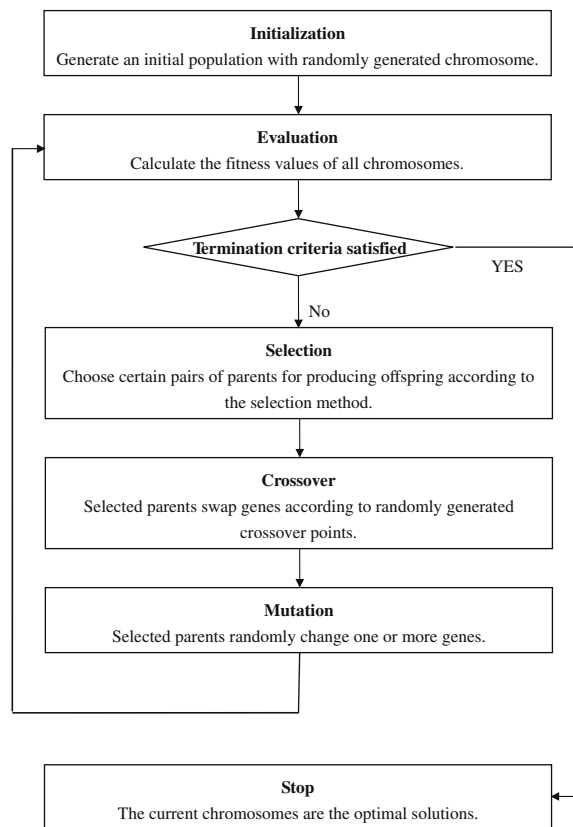 Initialization
Generate an initial population with randomly generated chromosome.
Evaluation
Calculate the fitness values of all chromosomes.
Termination criteria satisfied
YES
No
Selection
Choose certain pairs of parents for producing offspring according to
the selection method.
Crossover
Selected parents swap genes according to randomly generated
crossover points.
Mutation
Selected parents randomly change one or more genes.
Stop
The current chromosomes are the optimal solutions.